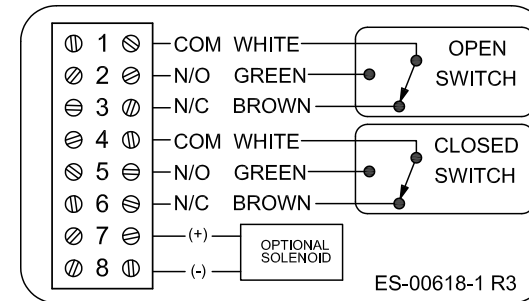 1 COM WHITE
2 N/O GREEN
3 N/C BROWN
OPEN
SWITCH
4 COM WHITE
5 N/O GREEN
6 N/C BROWN
CLOSED
SWITCH
7 (+)
8 (-)
OPTIONAL
SOLENOID
ES-00618-1 R3